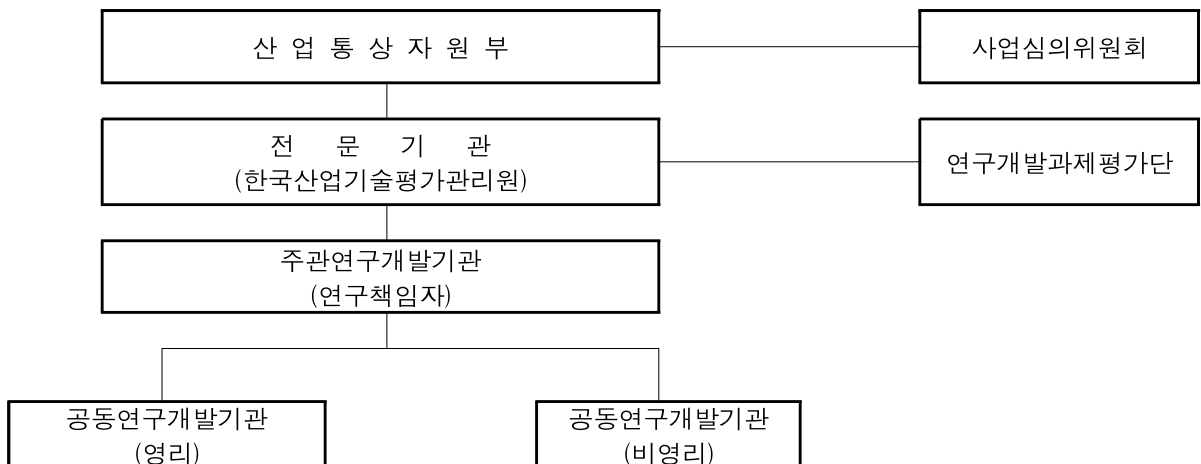 산 업 통 상 자 원 부
사업심의위원회
전 문 기 관
(한국산업기술평가관리원)
연구개발과제평가단
주관연구개발기관
(연구책임자)
공동연구개발기관
(영리)
공동연구개발기관
(비영리)